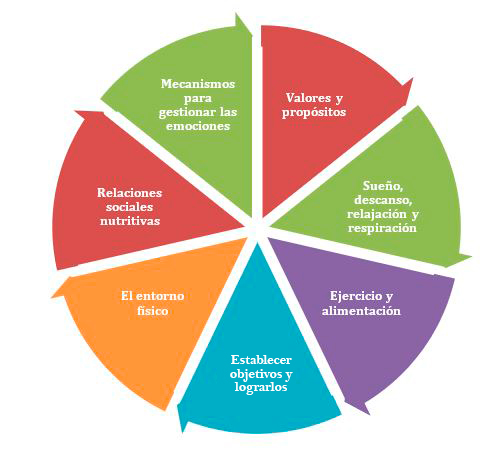 Valores y
propósitos
Sueño,
descanso,
relajación y
respiración
Ejercicio y
alimentación
Establecer
objetivos y
lograrlos
El entorno
físico
Relaciones
sociales
nutritivas
Mecanismos
para
gestionar las
emociones